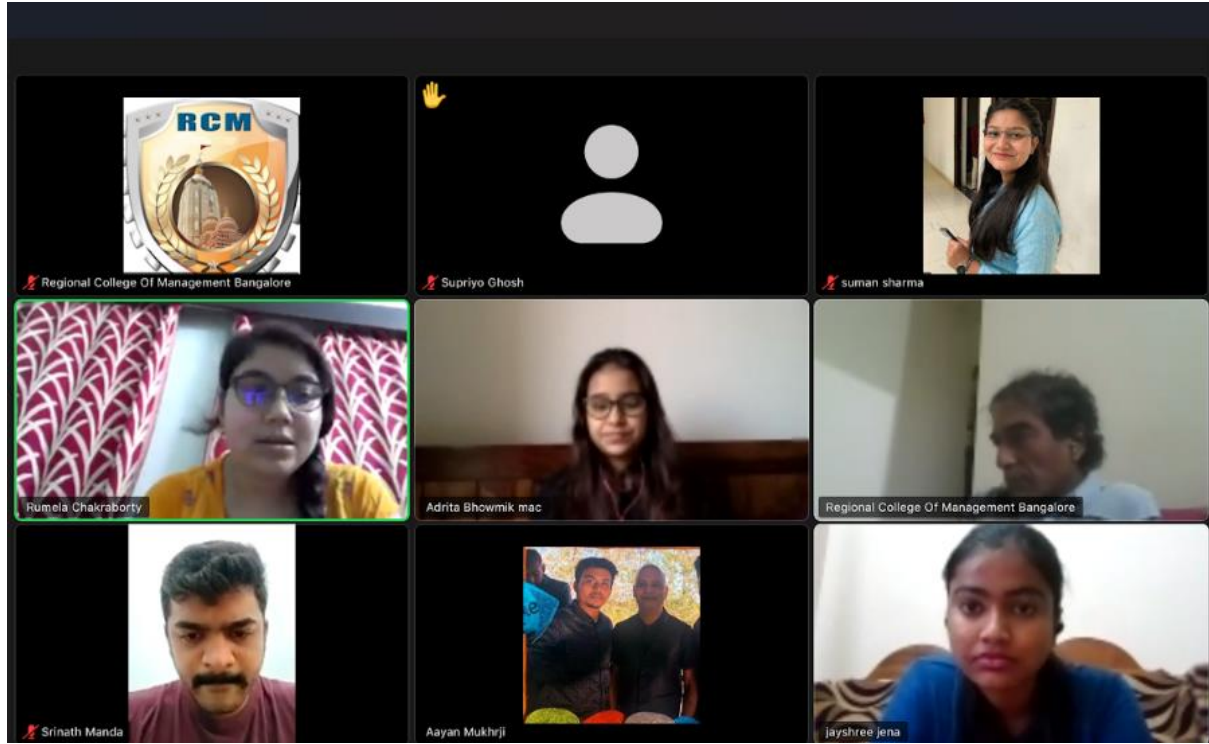 RCM
Regional College Of Management Bangalore
Supriyo Ghosh
suman sharma
Rumela Chakraborty
Adrita Bhowmik mac
Regional College Of Management Bangalore
Srinath Manda
Aayan Mukhrji
jayshree jena